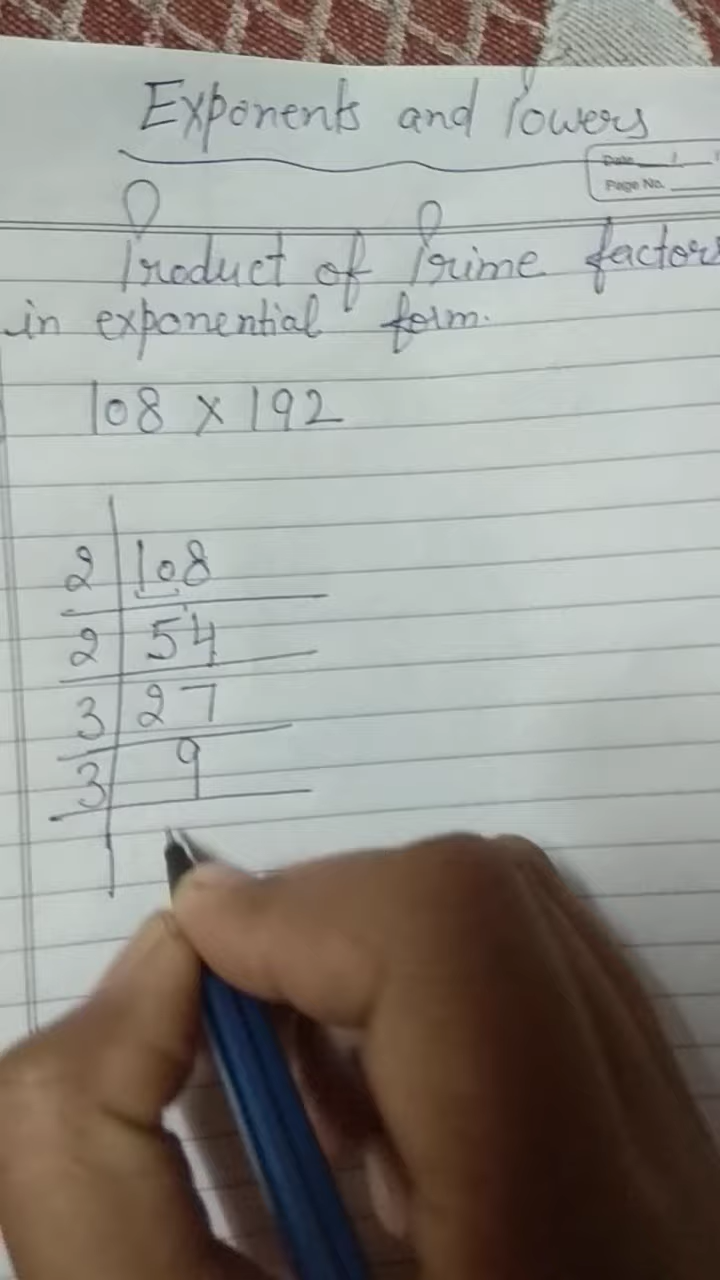 Exponents and Powers
Date / /
Page No.
Product of Prime factors
in exponential form.
108 × 192
2 108
2 54
3 27
3 9